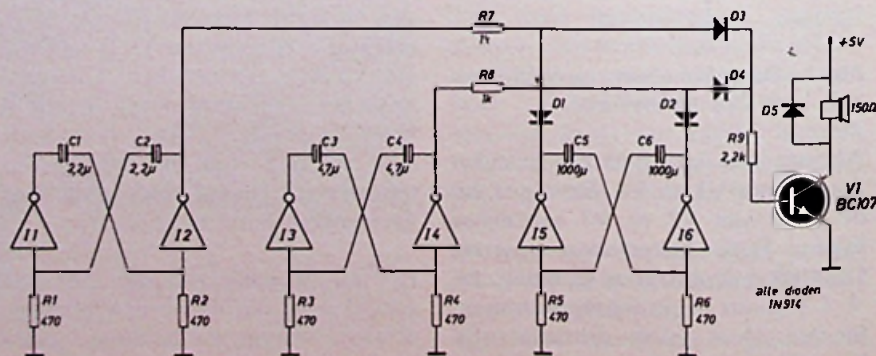 R7
1k
R8
1k
D3
D4
+5V
D5
150Ω
D1
D2
R9
2,2k
V1
BC107
C1
2,2μ
C2
2,2μ
C3
4,7μ
C4
4,7μ
C5
1000μ
C6
1000μ
I1
I2
I3
I4
I5
I6
R1
470
R2
470
R3
470
R4
470
R5
470
R6
470
alle dioden
1N914